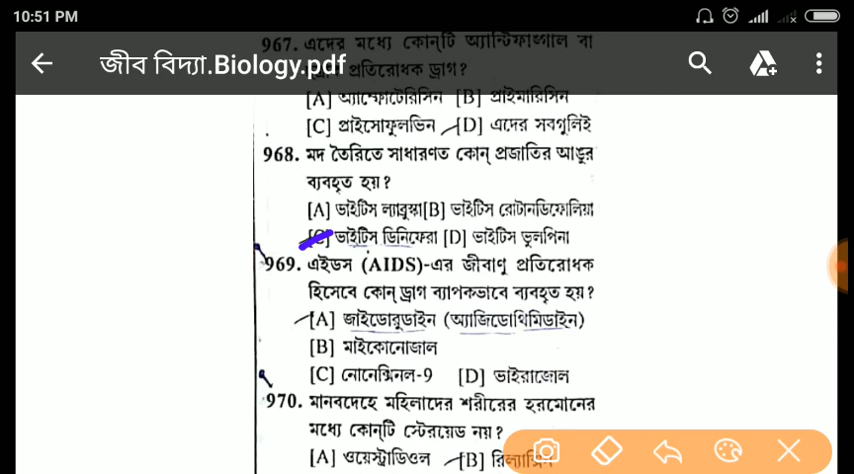 10:51 PM
জীব বিদ্যা.Biology.pdf
967. এদের মধ্যে কোন্‌টি অ্যান্টিফাঙ্গাল বা
প্রতিরোধক ড্রাগ?
[A] অ্যাম্ফোটেরিসিন [B] প্রাইমারিসিন
[C] প্রাইসোফুলভিন [D] এদের সবগুলিই
968. মদ তৈরিতে সাধারণত কোন্ প্রজাতির আঙুর
ব্যবহৃত হয়?
[A] ভাইটিস ল্যাব্রুস্কা [B] ভাইটিস রোটানডিফোলিয়া
[C] ভাইটিস ভিনিফেরা [D] ভাইটিস ভুলপিনা
969. এইডস (AIDS)-এর জীবাণু প্রতিরোধক
হিসেবে কোন্ ড্রাগ ব্যাপকভাবে ব্যবহৃত হয়?
[A] জাইডোবুডাইন (অ্যাজিডোথিমিডাইন)
[B] মাইকোনোজাল
[C] নোনেক্সিনল-9 [D] ভাইরাজোল
970. মানবদেহে মহিলাদের শরীরের হরমোনের
মধ্যে কোন্‌টি স্টেরয়েড নয়?
[A] ওয়েস্ট্রাডিওল [B] রিল্যাক্সিন